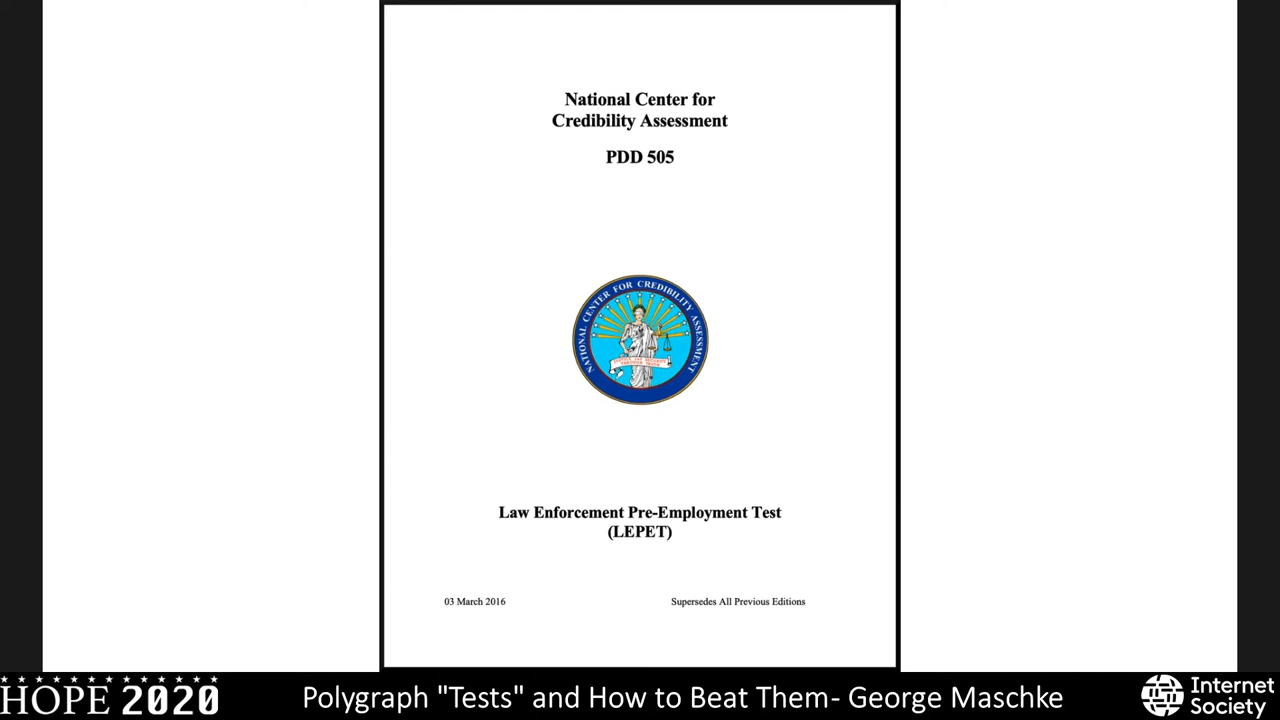 National Center for
Credibility Assessment
PDD 505
NATIONAL CENTER FOR CREDIBILITY ASSESSMENT
Law Enforcement Pre-Employment Test
(LEPET)
03 March 2016
Supersedes All Previous Editions
HOPE 2020
Polygraph "Tests" and How to Beat Them- George Maschke
Internet
Society